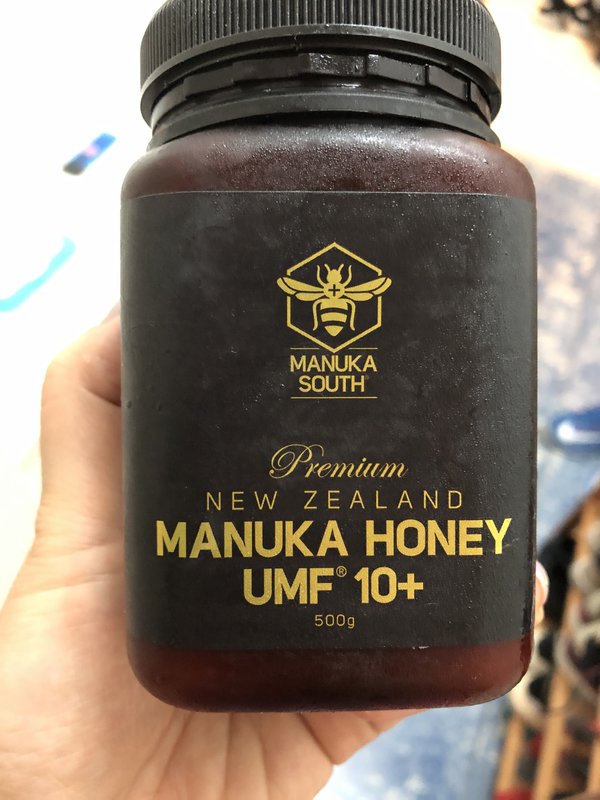 MANUKA
SOUTH®
Premium
NEW ZEALAND
MANUKA HONEY
UMF® 10+
500g